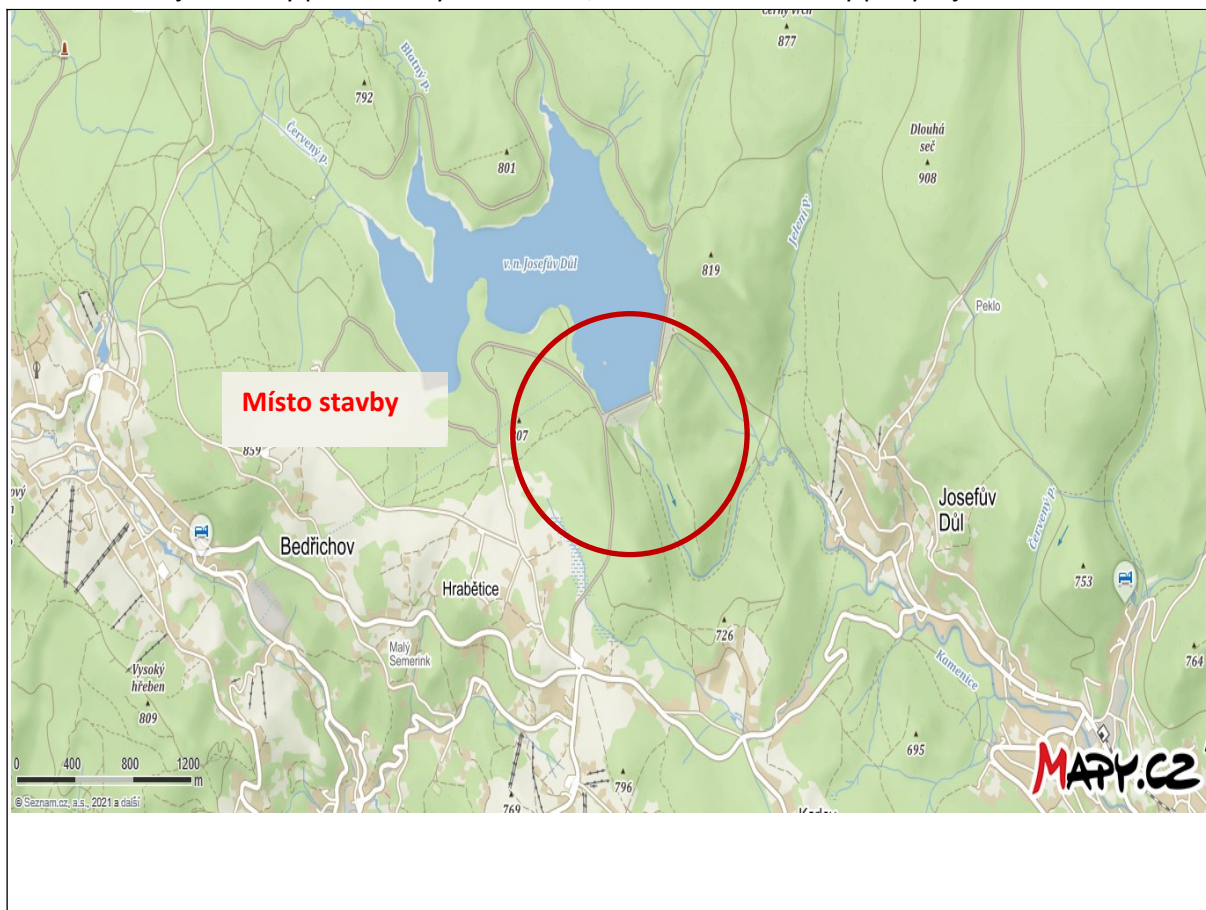 Černý vrch
877
Blatný p.
792
Červený p.
801
Dlouhá
seč
908
Jelení p.
v. n. Josefův Důl
819
Peklo
Místo stavby
807
859
Josefův
Důl
Červený p.
Bedřichov
Hrabětice
753
Malý
Semerink
726
764
Vysoký
hřeben
809
Kamenice
695
0 400 800 1200
m
MAPY.CZ
© Seznam.cz, a.s., 2021 a další
769
796